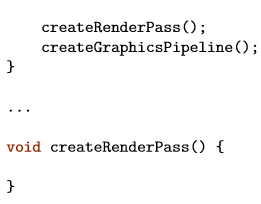 createRenderPass();
createGraphicsPipeline();
}
...
void createRenderPass() {
}